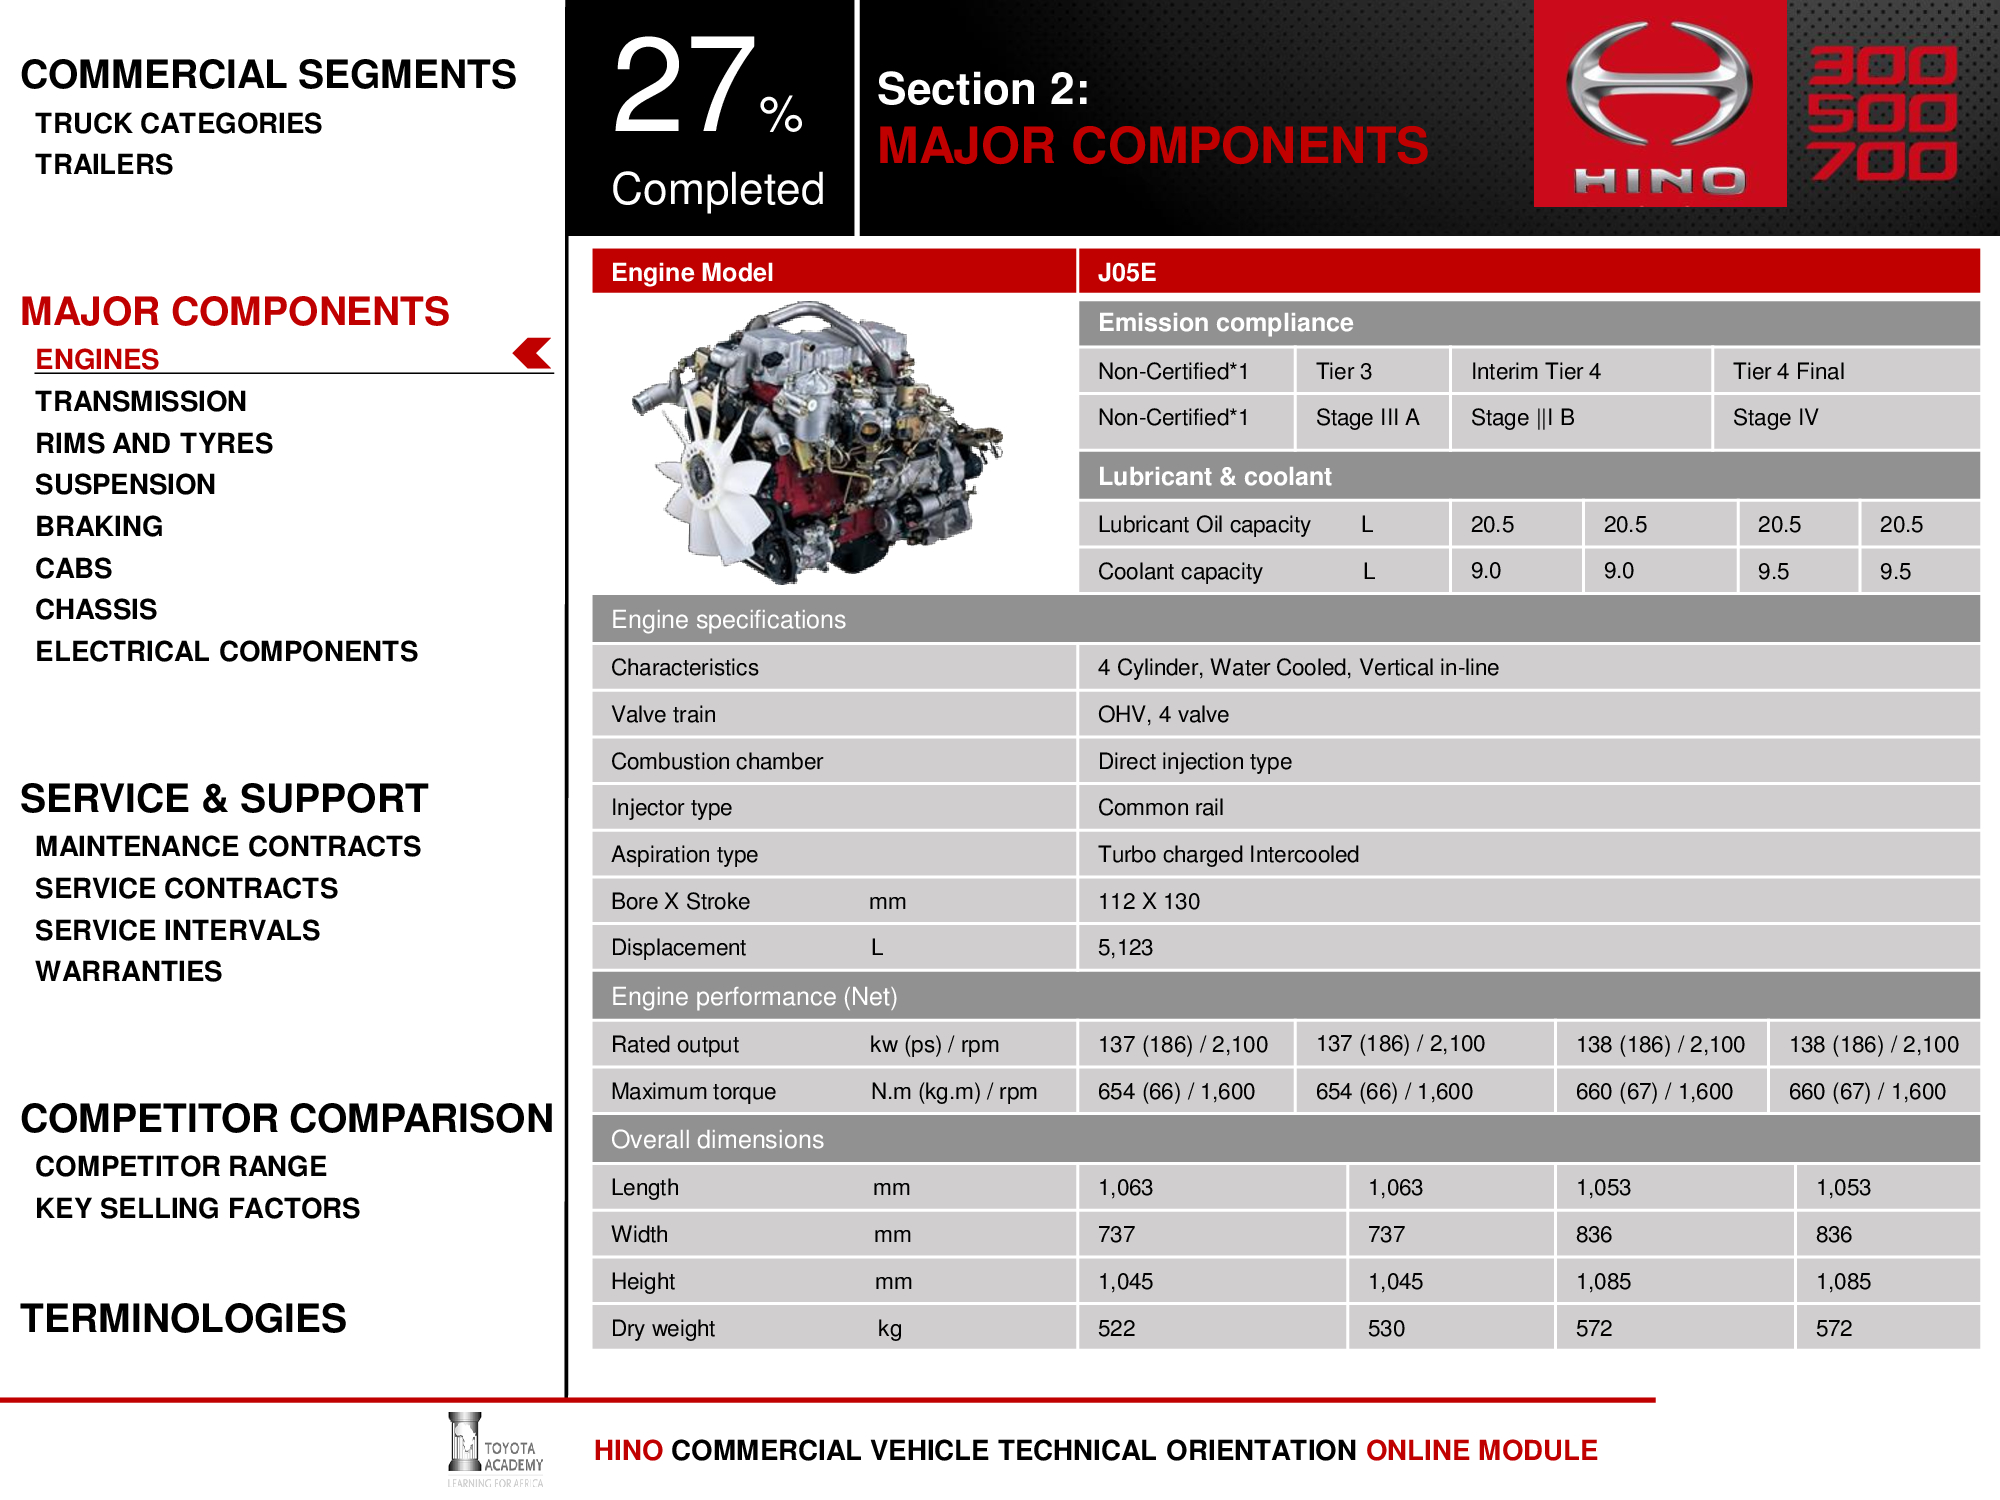 COMMERCIAL SEGMENTS
TRUCK CATEGORIES
TRAILERS
MAJOR COMPONENTS
ENGINES
TRANSMISSION
RIMS AND TYRES
SUSPENSION
BRAKING
CABS
CHASSIS
ELECTRICAL COMPONENTS
SERVICE & SUPPORT
MAINTENANCE CONTRACTS
SERVICE CONTRACTS
SERVICE INTERVALS
WARRANTIES
COMPETITOR COMPARISON
COMPETITOR RANGE
KEY SELLING FACTORS
TERMINOLOGIES
27 %
Completed
Section 2:
MAJOR COMPONENTS
HINO
300
500
700
Engine Model J05E
Emission compliance
Non-Certified*1 Tier 3 Interim Tier 4 Tier 4 Final
Non-Certified*1 Stage III A Stage ||I B Stage IV
Lubricant & coolant
Lubricant Oil capacity L 20.5 20.5 20.5 20.5
Coolant capacity L 9.0 9.0 9.5 9.5
Engine specifications
Characteristics 4 Cylinder, Water Cooled, Vertical in-line
Valve train OHV, 4 valve
Combustion chamber Direct injection type
Injector type Common rail
Aspiration type Turbo charged Intercooled
Bore X Stroke mm 112 X 130
Displacement L 5,123
Engine performance (Net)
Rated output kw (ps) / rpm 137 (186) / 2,100 137 (186) / 2,100 138 (186) / 2,100 138 (186) / 2,100
Maximum torque N.m (kg.m) / rpm 654 (66) / 1,600 654 (66) / 1,600 660 (67) / 1,600 660 (67) / 1,600
Overall dimensions
Length mm 1,063 1,063 1,053 1,053
Width mm 737 737 836 836
Height mm 1,045 1,045 1,085 1,085
Dry weight kg 522 530 572 572
TOYOTA
ACADEMY
LEARNING FOR AFRICA
HINO COMMERCIAL VEHICLE TECHNICAL ORIENTATION ONLINE MODULE